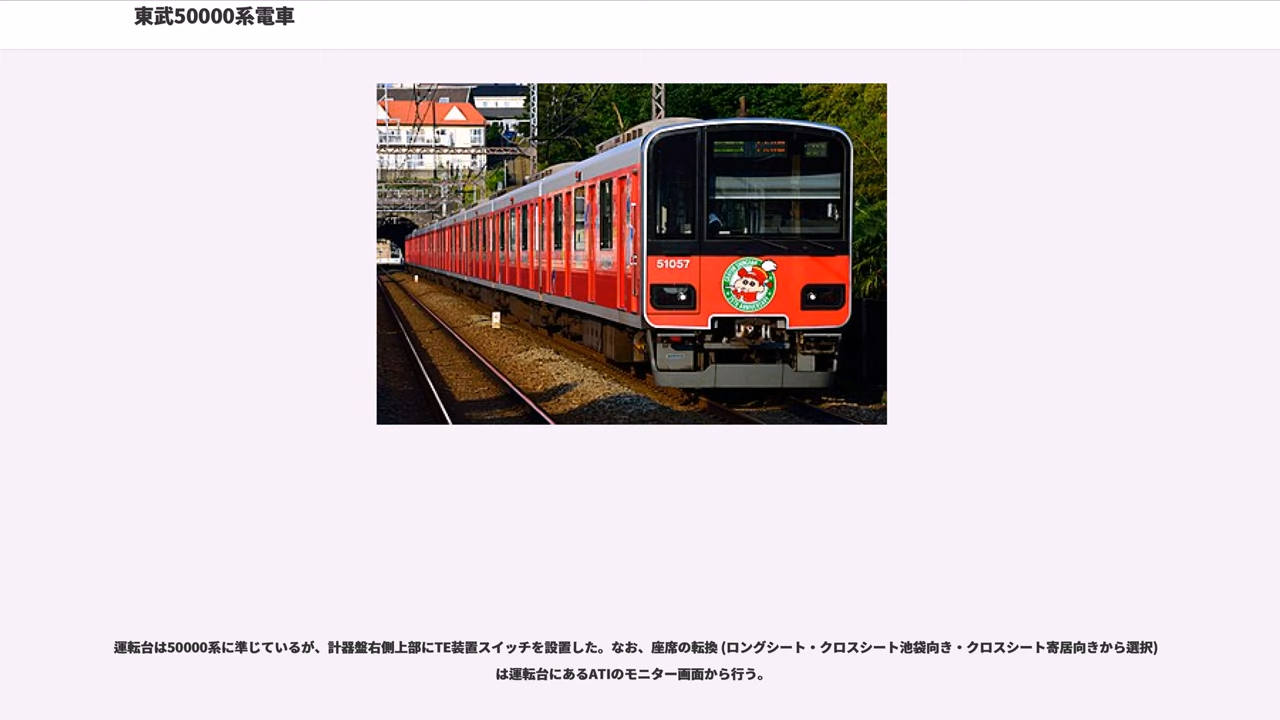 東武50000系電車
51057
運転台は50000系に準じているが、計器盤右側上部にTE装置スイッチを設置した。なお、座席の転換 (ロングシート・クロスシート池袋向き・クロスシート寄居向きから選択)
は運転台にあるATIのモニター画面から行う。